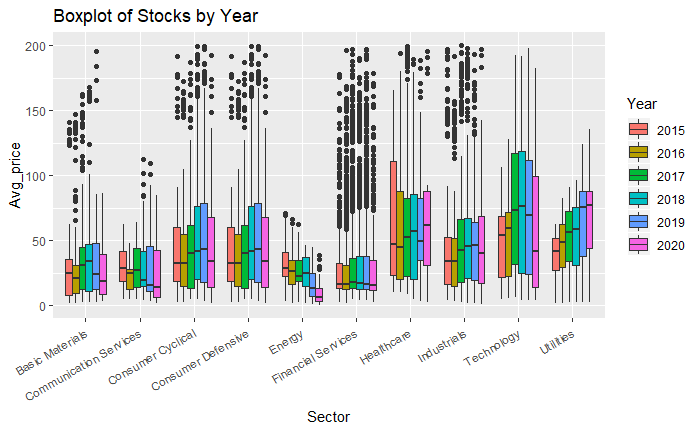 Boxplot of Stocks by Year
Avg_price
200
150
100
50
0
Basic Materials
Communication Services
Consumer Cyclical
Consumer Defensive
Energy
Financial Services
Healthcare
Industrials
Technology
Utilities
Sector
Year
2015
2016
2017
2018
2019
2020